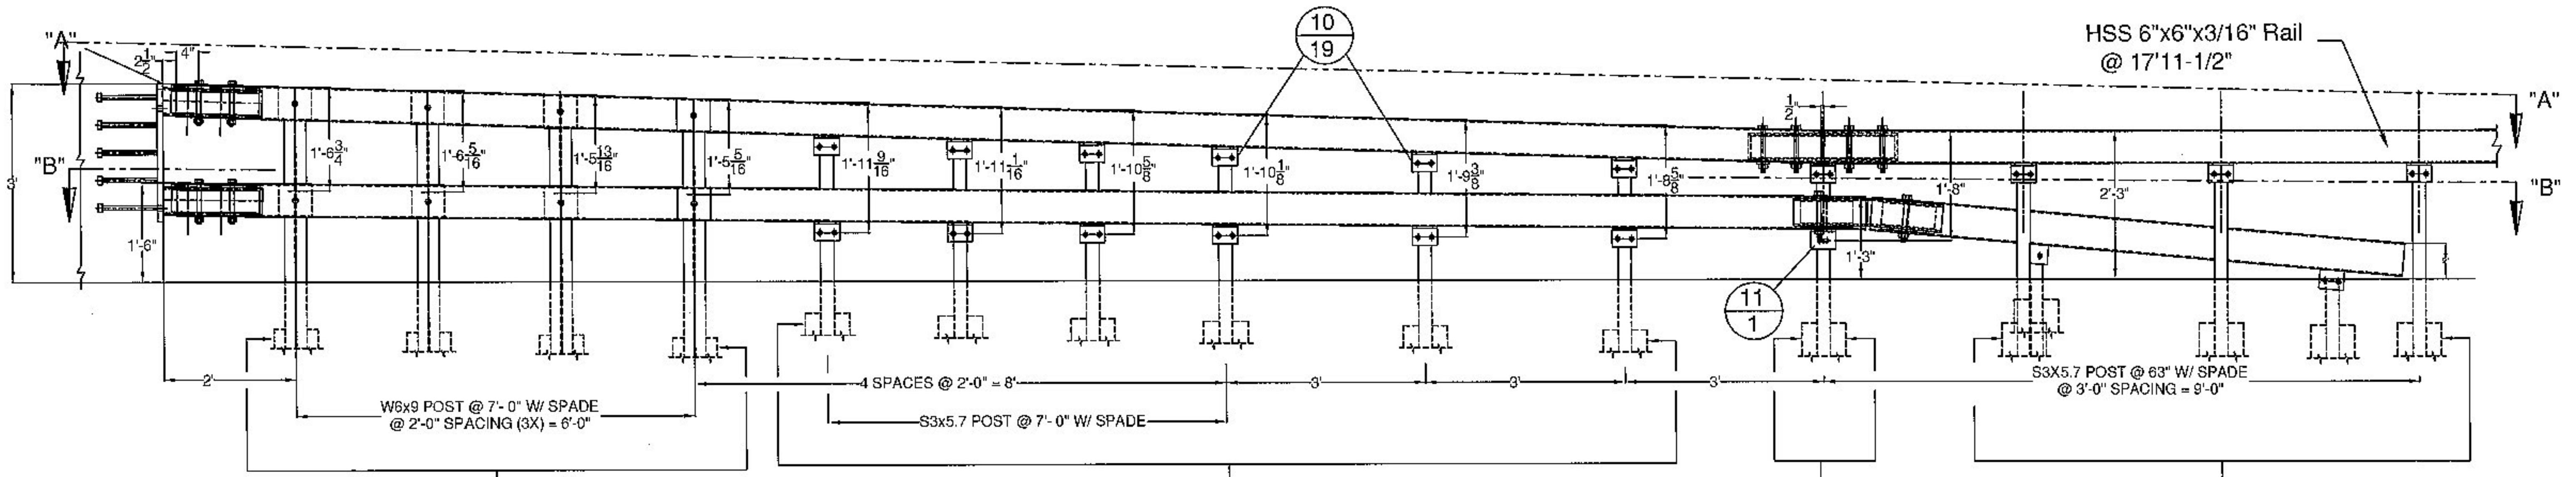 "A"
2 1/2"
4"
10
19
HSS 6"x6"x3/16" Rail
@ 17'11-1/2"
"A"
1/2"
"B"
3'
1'-6 3/4"
1'-6 5/16"
1'-5 13/16"
1'-5 5/16"
1'-11 9/16"
1'-11 1/16"
1'-10 5/8"
1'-10 1/8"
1'-9 3/8"
1'-8 5/8"
1'-8"
2'-3"
"B"
1'-6"
1'-3"
11
1
2'
4 SPACES @ 2'-0" = 8'
3'
3'
3'
S3X5.7 POST @ 63" W/ SPADE
@ 3'-0" SPACING = 9'-0"
W6x9 POST @ 7'- 0" W/ SPADE
@ 2'-0" SPACING (3X) = 6'-0"
S3x5.7 POST @ 7'- 0" W/ SPADE